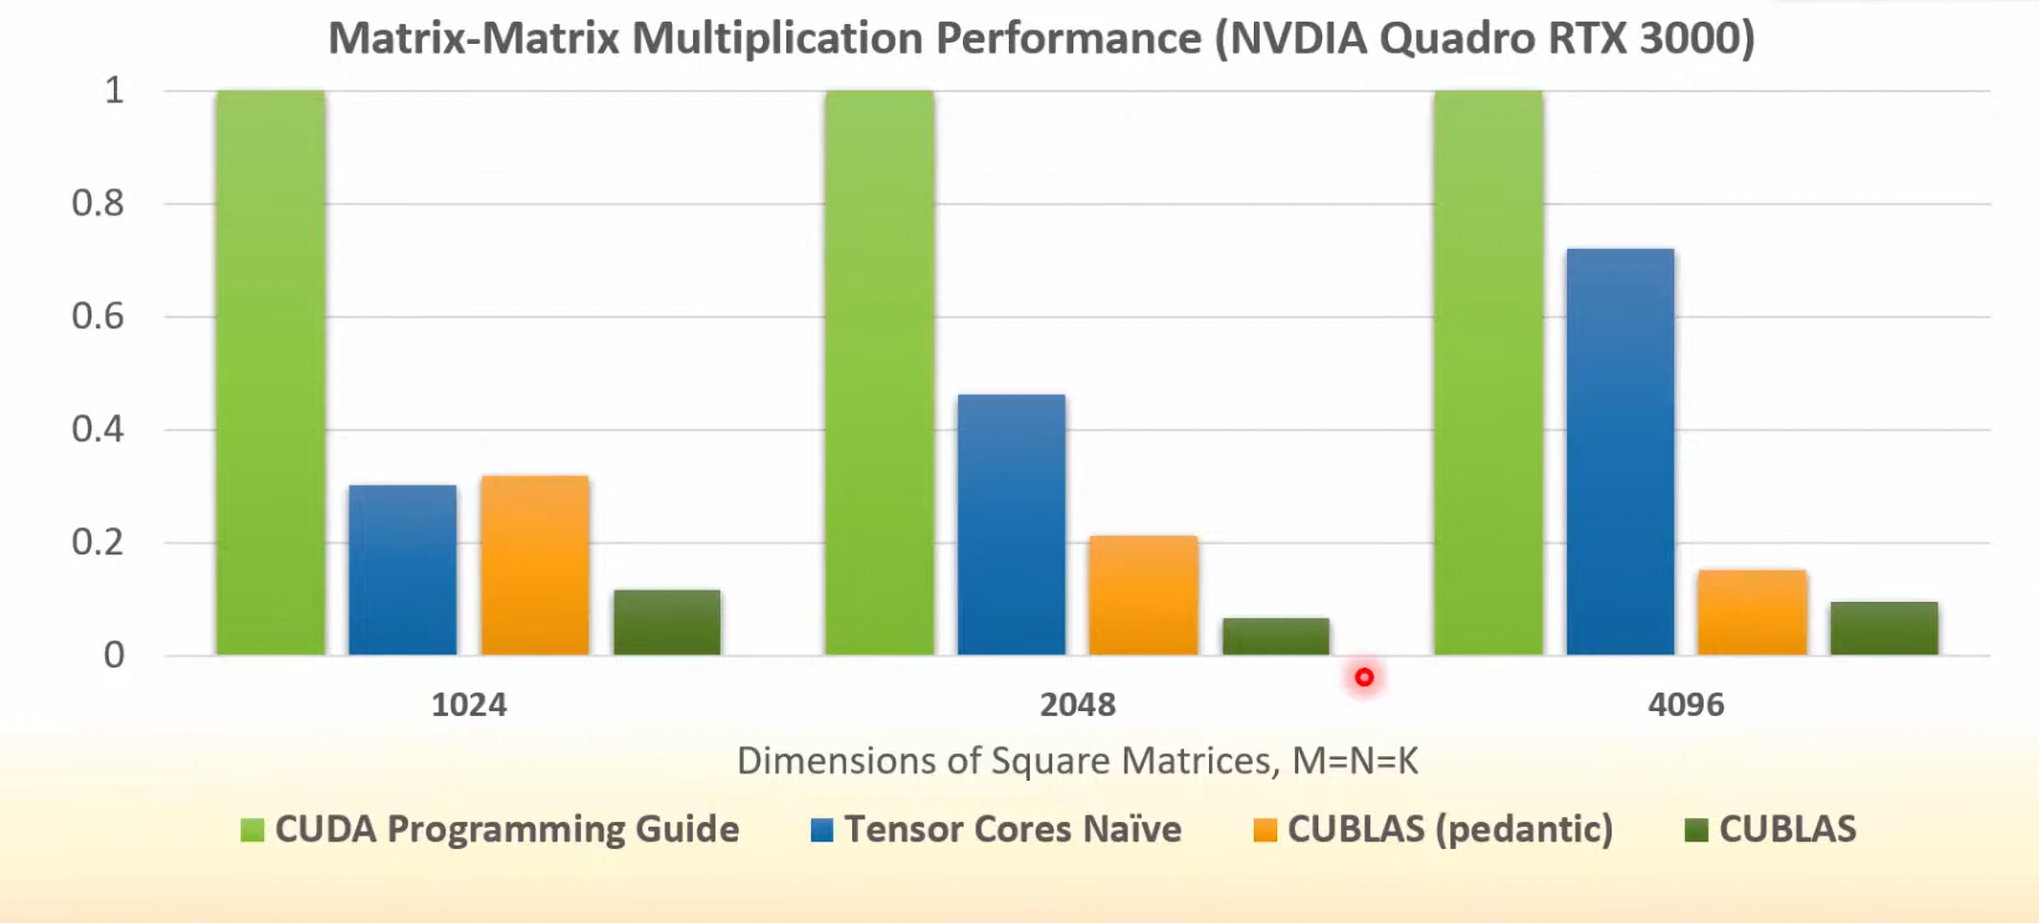 Matrix-Matrix Multiplication Performance (NVDIA Quadro RTX 3000)
1
0.8
0.6
0.4
0.2
0
1024 2048 4096
Dimensions of Square Matrices, M=N=K
CUDA Programming Guide Tensor Cores Naïve CUBLAS (pedantic) CUBLAS